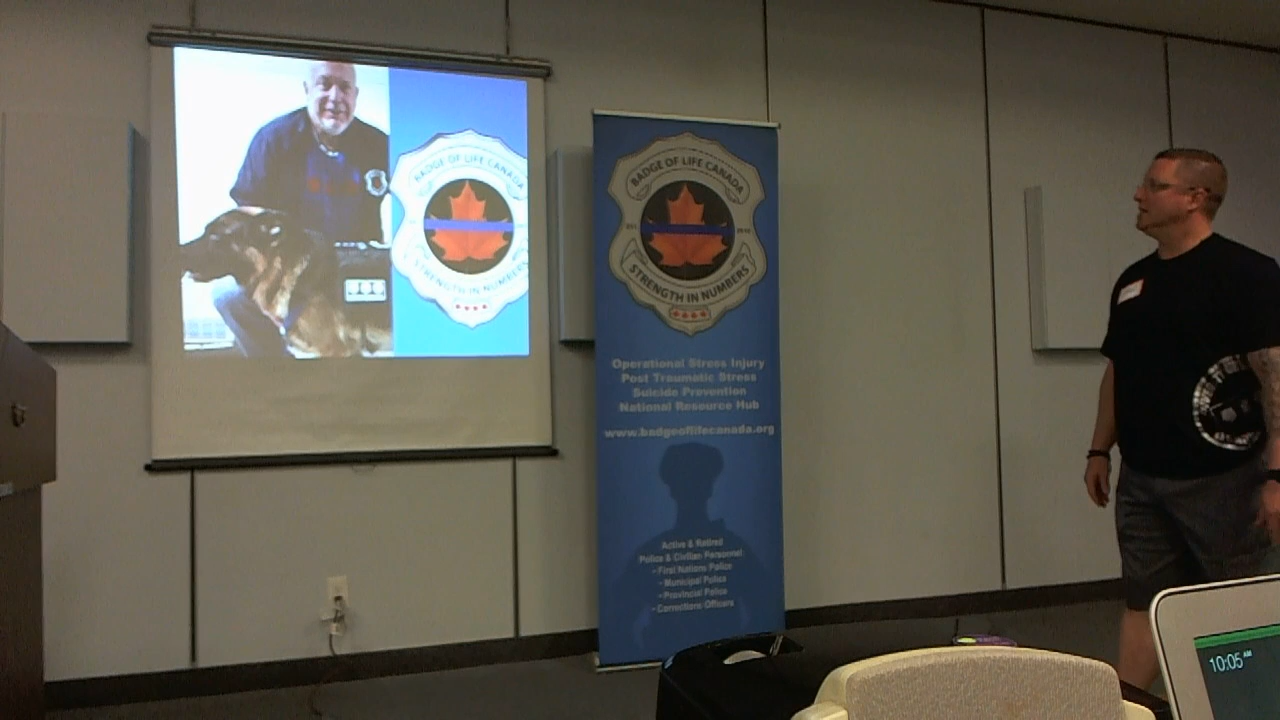 BADGE OF LIFE CANADA
STRENGTH IN NUMBERS
BADGE OF LIFE CANADA
STRENGTH IN NUMBERS
Operational Stress Injury
Post Traumatic Stress
Suicide Prevention
National Resource Hub
www.badgeoflifecanada.org
Active & Retired
Police & Civilian Personnel
- First Nations Police
- Municipal Police
- Provincial Police
- Corrections Officers
10:05 AM